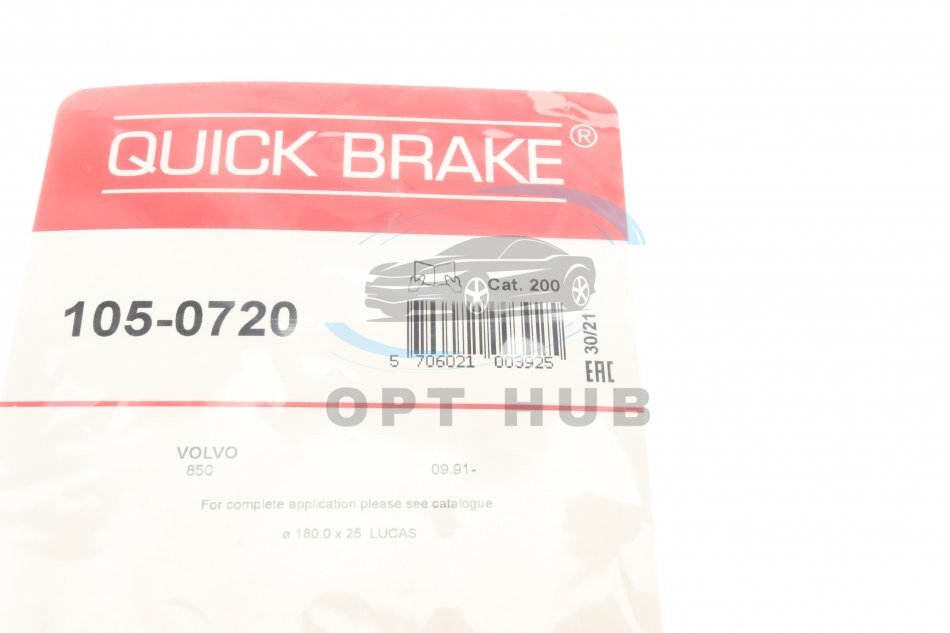 QUICK BRAKE®
Cat. 200
105-0720
5 706021 003925
30/21
EAC
OPT HUB
VOLVO
850 09.91-
For complete application please see catalogue
ø 180.0 x 25 LUCAS